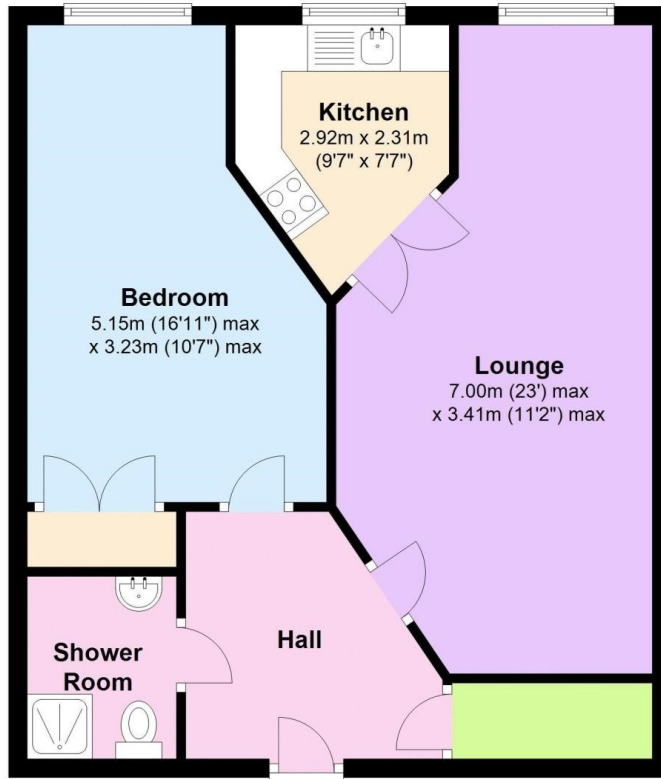 Kitchen
2.92m x 2.31m
(9'7" x 7'7")
Bedroom
5.15m (16'11") max
x 3.23m (10'7") max
Lounge
7.00m (23') max
x 3.41m (11'2") max
Hall
Shower
Room